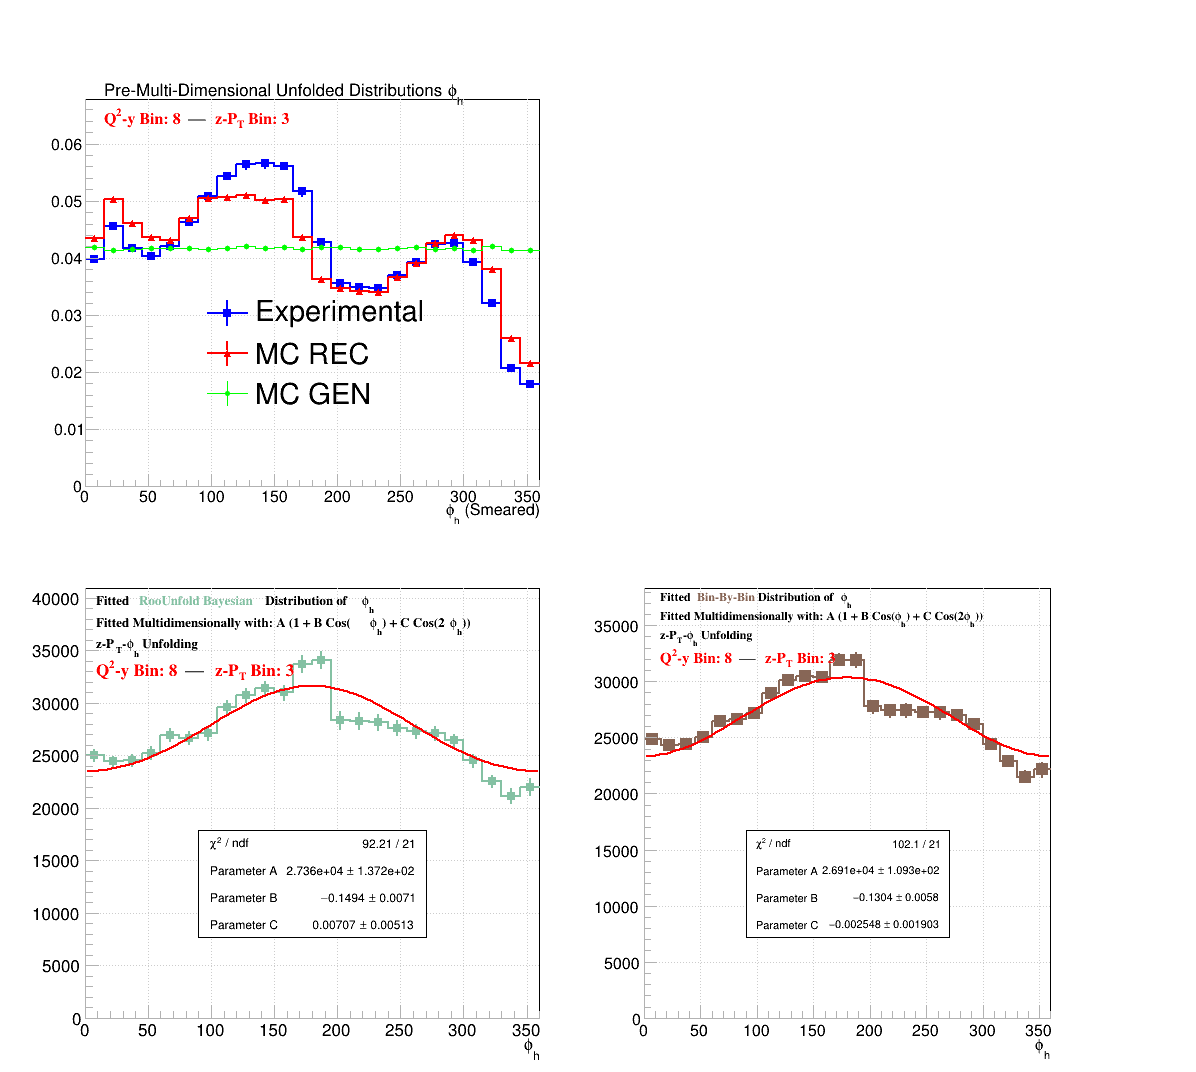 Pre-Multi-Dimensional Unfolded Distributions ϕh
Q²-y Bin: 8 — z-PT Bin: 3
0.06
0.05
0.04
0.03
0.02
0.01
0
Experimental
MC REC
MC GEN
0 50 100 150 200 250 300 350
ϕh (Smeared)
Fitted RooUnfold Bayesian Distribution of ϕh
Fitted Multidimensionally with: A (1 + B Cos( ϕh) + C Cos(2 ϕh))
z-PT-ϕh Unfolding
Q²-y Bin: 8 — z-PT Bin: 3
40000
35000
30000
25000
20000
15000
10000
5000
0
χ² / ndf 92.21 / 21
Parameter A 2.736e+04 ± 1.372e+02
Parameter B −0.1494 ± 0.0071
Parameter C 0.00707 ± 0.00513
0 50 100 150 200 250 300 350
ϕh
Fitted Bin-By-Bin Distribution of ϕh
Fitted Multidimensionally with: A (1 + B Cos(ϕh) + C Cos(2ϕh))
z-PT-ϕh Unfolding
Q²-y Bin: 8 — z-PT Bin: 3
35000
30000
25000
20000
15000
10000
5000
0
χ² / ndf 102.1 / 21
Parameter A 2.691e+04 ± 1.093e+02
Parameter B −0.1304 ± 0.0058
Parameter C −0.002548 ± 0.001903
0 50 100 150 200 250 300 350
ϕh